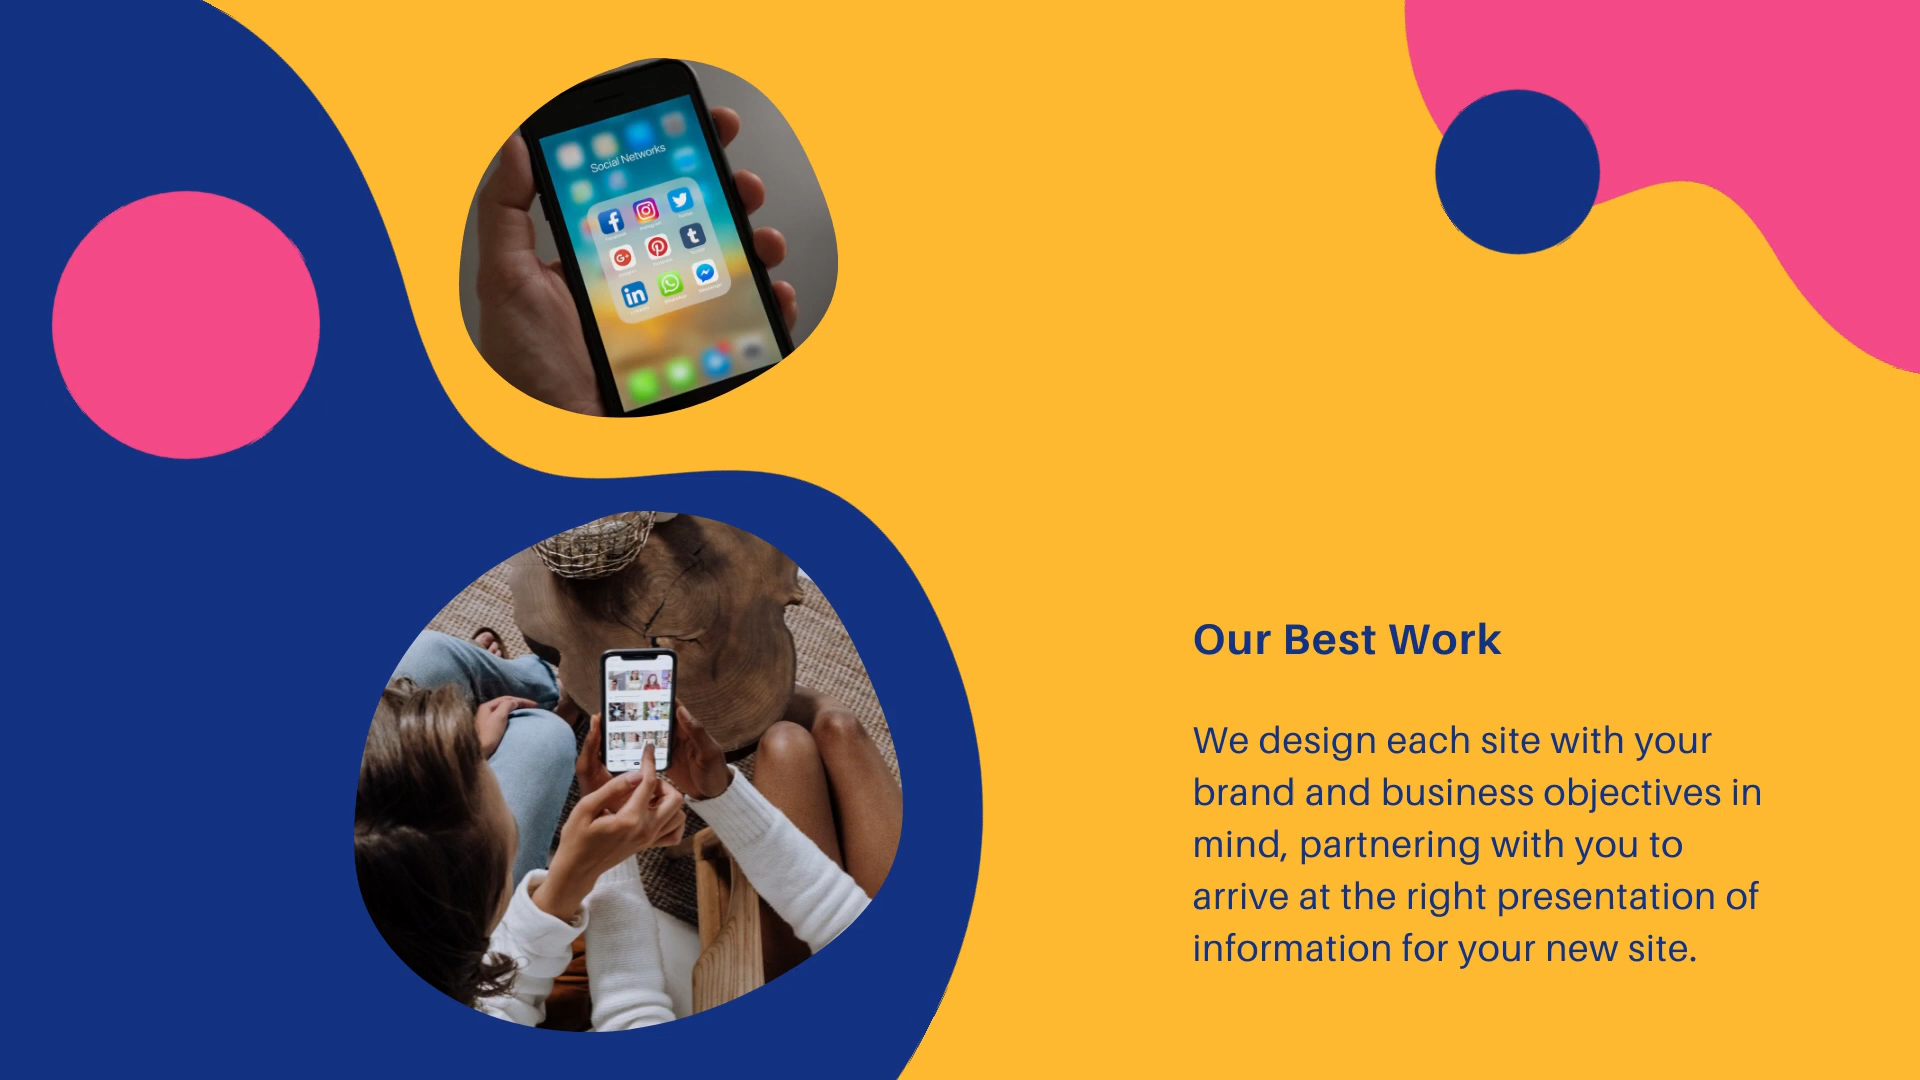 Social Networks
Our Best Work
We design each site with your
brand and business objectives in
mind, partnering with you to
arrive at the right presentation of
information for your new site.